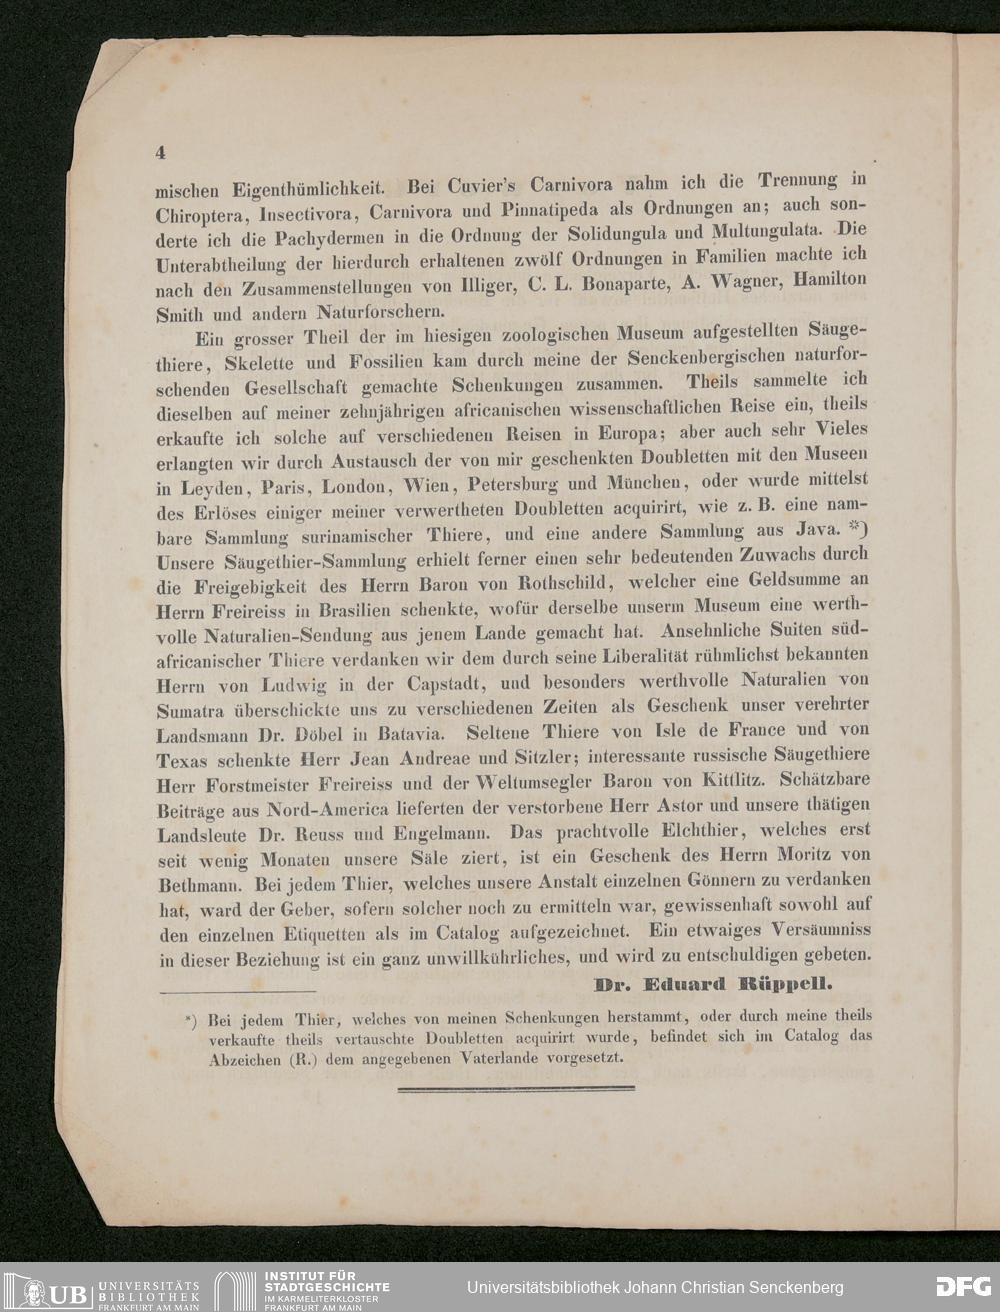 4
mischen Eigenthümlichkeit. Bei Cuvier's Carnivora nahm ich die Trennung in
Chiroptera, Insectivora, Carnivora und Pinnatipeda als Ordnungen an; auch son-
derte ich die Pachydermen in die Ordnung der Solidungula und Multungulata. Die
Unterabtheilung der hierdurch erhaltenen zwölf Ordnungen in Familien machte ich
nach den Zusammenstellungen von Illiger, C. L. Bonaparte, A. Wagner, Hamilton
Smith und andern Naturforschern.
Ein grosser Theil der im hiesigen zoologischen Museum aufgestellten Säuge-
thiere, Skelette und Fossilien kam durch meine der Senckenbergischen naturfor-
schenden Gesellschaft gemachte Schenkungen zusammen. Theils sammelte ich
dieselben auf meiner zehnjährigen africanischen wissenschaftlichen Reise ein, theils
erkaufte ich solche auf verschiedenen Reisen in Europa; aber auch sehr Vieles
erlangten wir durch Austausch der von mir geschenkten Doubletten mit den Museen
in Leyden, Paris, London, Wien, Petersburg und München, oder wurde mittelst
des Erlöses einiger meiner verwertheten Doubletten acquirirt, wie z. B. eine nam-
bare Sammlung surinamischer Thiere, und eine andere Sammlung aus Java. *)
Unsere Säugethier-Sammlung erhielt ferner einen sehr bedeutenden Zuwachs durch
die Freigebigkeit des Herrn Baron von Rothschild, welcher eine Geldsumme an
Herrn Freireiss in Brasilien schenkte, wofür derselbe unserm Museum eine werth-
volle Naturalien-Sendung aus jenem Lande gemacht hat. Ansehnliche Suiten süd-
africanischer Thiere verdanken wir dem durch seine Liberalität rühmlichst bekannten
Herrn von Ludwig in der Capstadt, und besonders werthvolle Naturalien von
Sumatra überschickte uns zu verschiedenen Zeiten als Geschenk unser verehrter
Landsmann Dr. Döbel in Batavia. Seltene Thiere von Isle de France und von
Texas schenkte Herr Jean Andreae und Sitzler; interessante russische Säugethiere
Herr Forstmeister Freireiss und der Weltumsegler Baron von Kittlitz. Schätzbare
Beiträge aus Nord-America lieferten der verstorbene Herr Astor und unsere thätigen
Landsleute Dr. Reuss und Engelmann. Das prachtvolle Elchthier, welches erst
seit wenig Monaten unsere Säle ziert, ist ein Geschenk des Herrn Moritz von
Bethmann. Bei jedem Thier, welches unsere Anstalt einzelnen Gönnern zu verdanken
hat, ward der Geber, sofern solcher noch zu ermitteln war, gewissenhaft sowohl auf
den einzelnen Etiquetten als im Catalog aufgezeichnet. Ein etwaiges Versäumniss
in dieser Beziehung ist ein ganz unwillkührliches, und wird zu entschuldigen gebeten.
Dr. Eduard Rüppell.
*) Bei jedem Thier, welches von meinen Schenkungen herstammt, oder durch meine theils
verkaufte theils vertauschte Doubletten acquirirt wurde, befindet sich im Catalog das
Abzeichen (R.) dem angegebenen Vaterlande vorgesetzt.
UB UNIVERSITÄTS
BIBLIOTHEK
FRANKFURT AM MAIN
INSTITUT FÜR
STADTGESCHICHTE
IM KARMELITERKLOSTER
FRANKFURT AM MAIN
Universitätsbibliothek Johann Christian Senckenberg
DFG